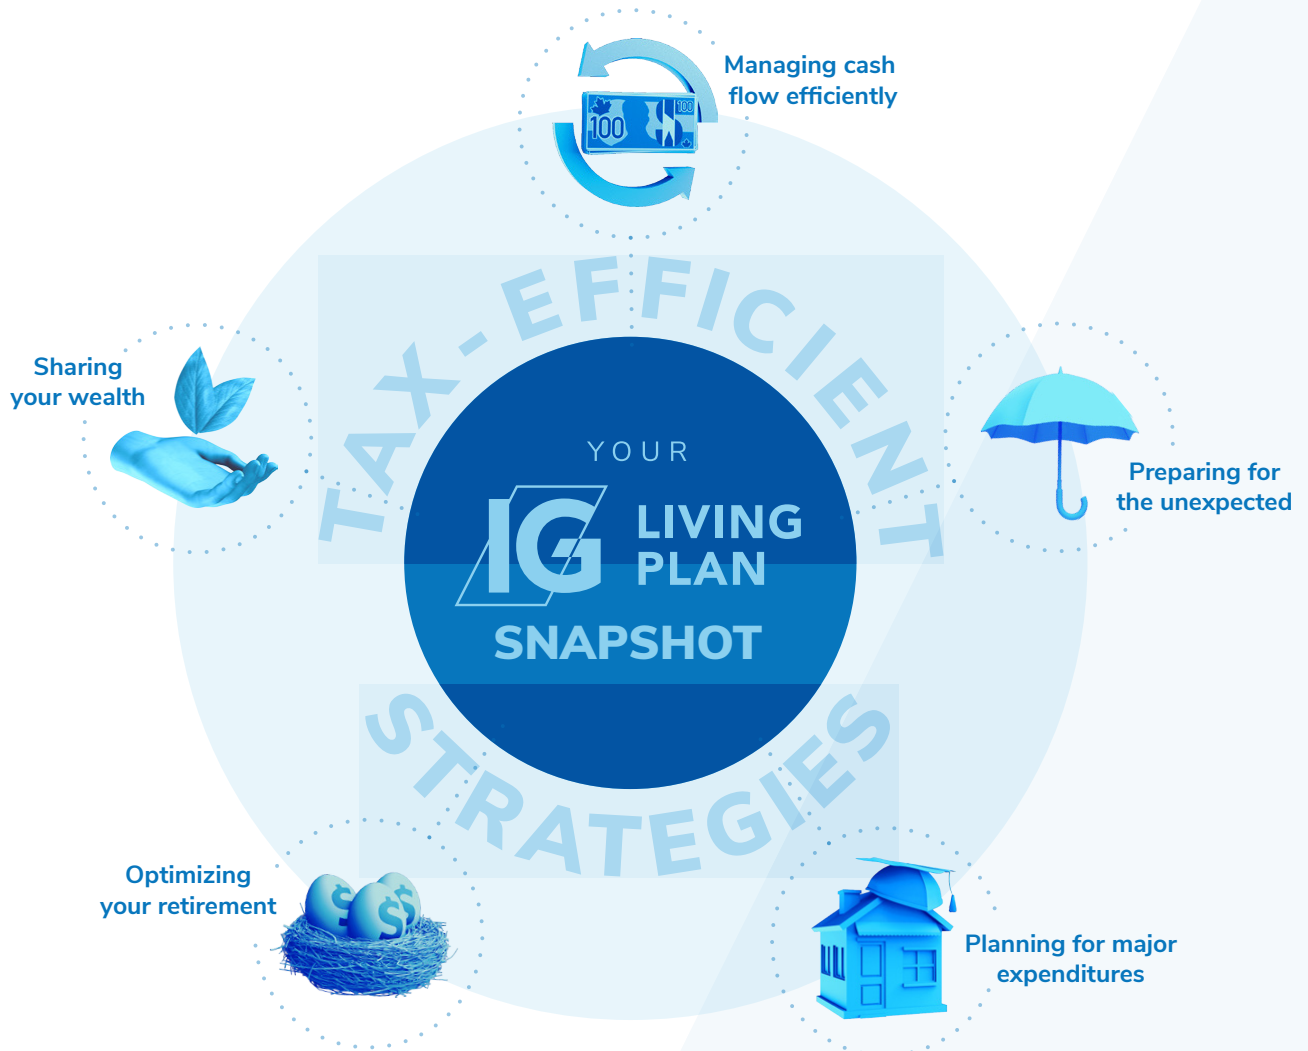 Managing cash
flow efficiently
100
100
TAX-EFFICIENT
Sharing
your wealth
Preparing for
the unexpected
YOUR
IG LIVING
PLAN
SNAPSHOT
STRATEGIES
Optimizing
your retirement
$ $ $
Planning for major
expenditures